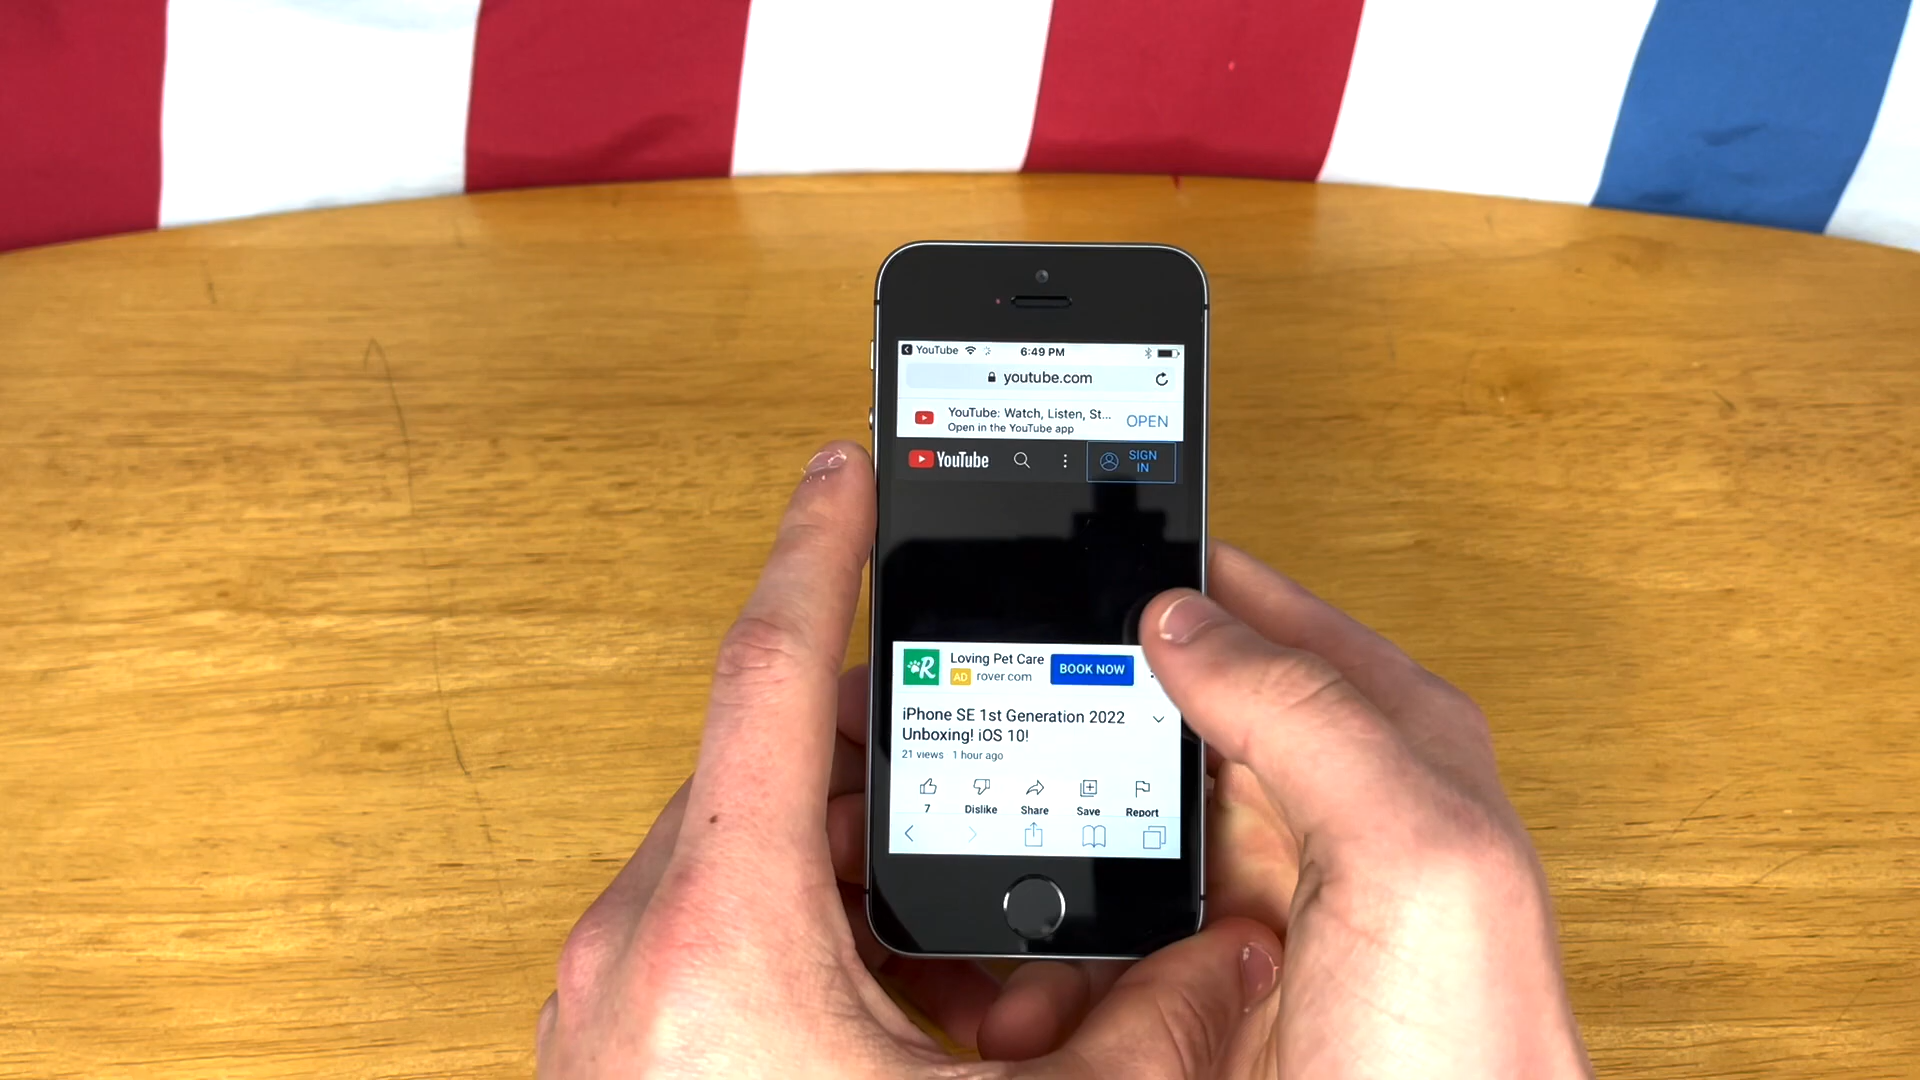 YouTube 6:49 PM
youtube.com
YouTube: Watch, Listen, St...
Open in the YouTube app
OPEN
YouTube
SIGN
IN
R
Loving Pet Care
AD rover.com
BOOK NOW
iPhone SE 1st Generation 2022
Unboxing! iOS 10!
21 views 1 hour ago
7 Dislike Share Save Report